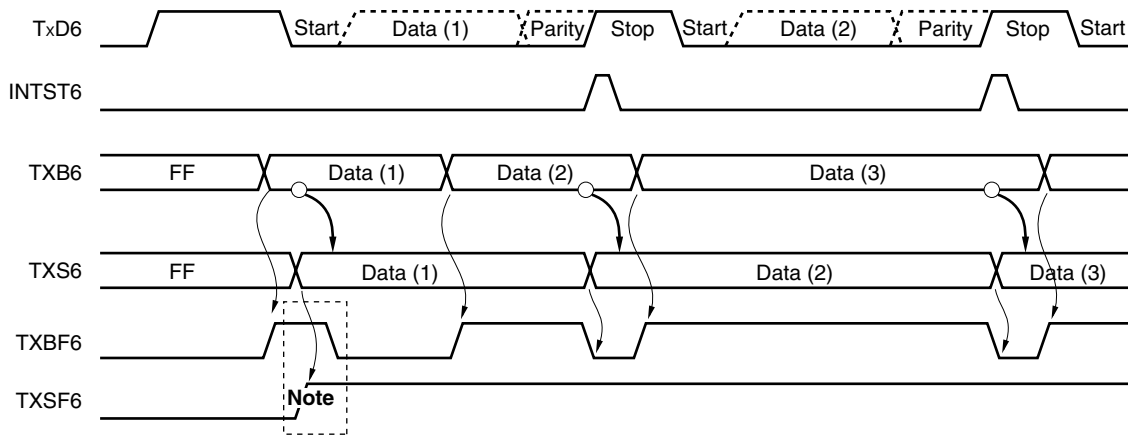 TxD6 Start Data (1) Parity Stop Start Data (2) Parity Stop Start
INTST6
TXB6 FF Data (1) Data (2) Data (3)
TXS6 FF Data (1) Data (2) Data (3)
TXBF6
TXSF6 Note